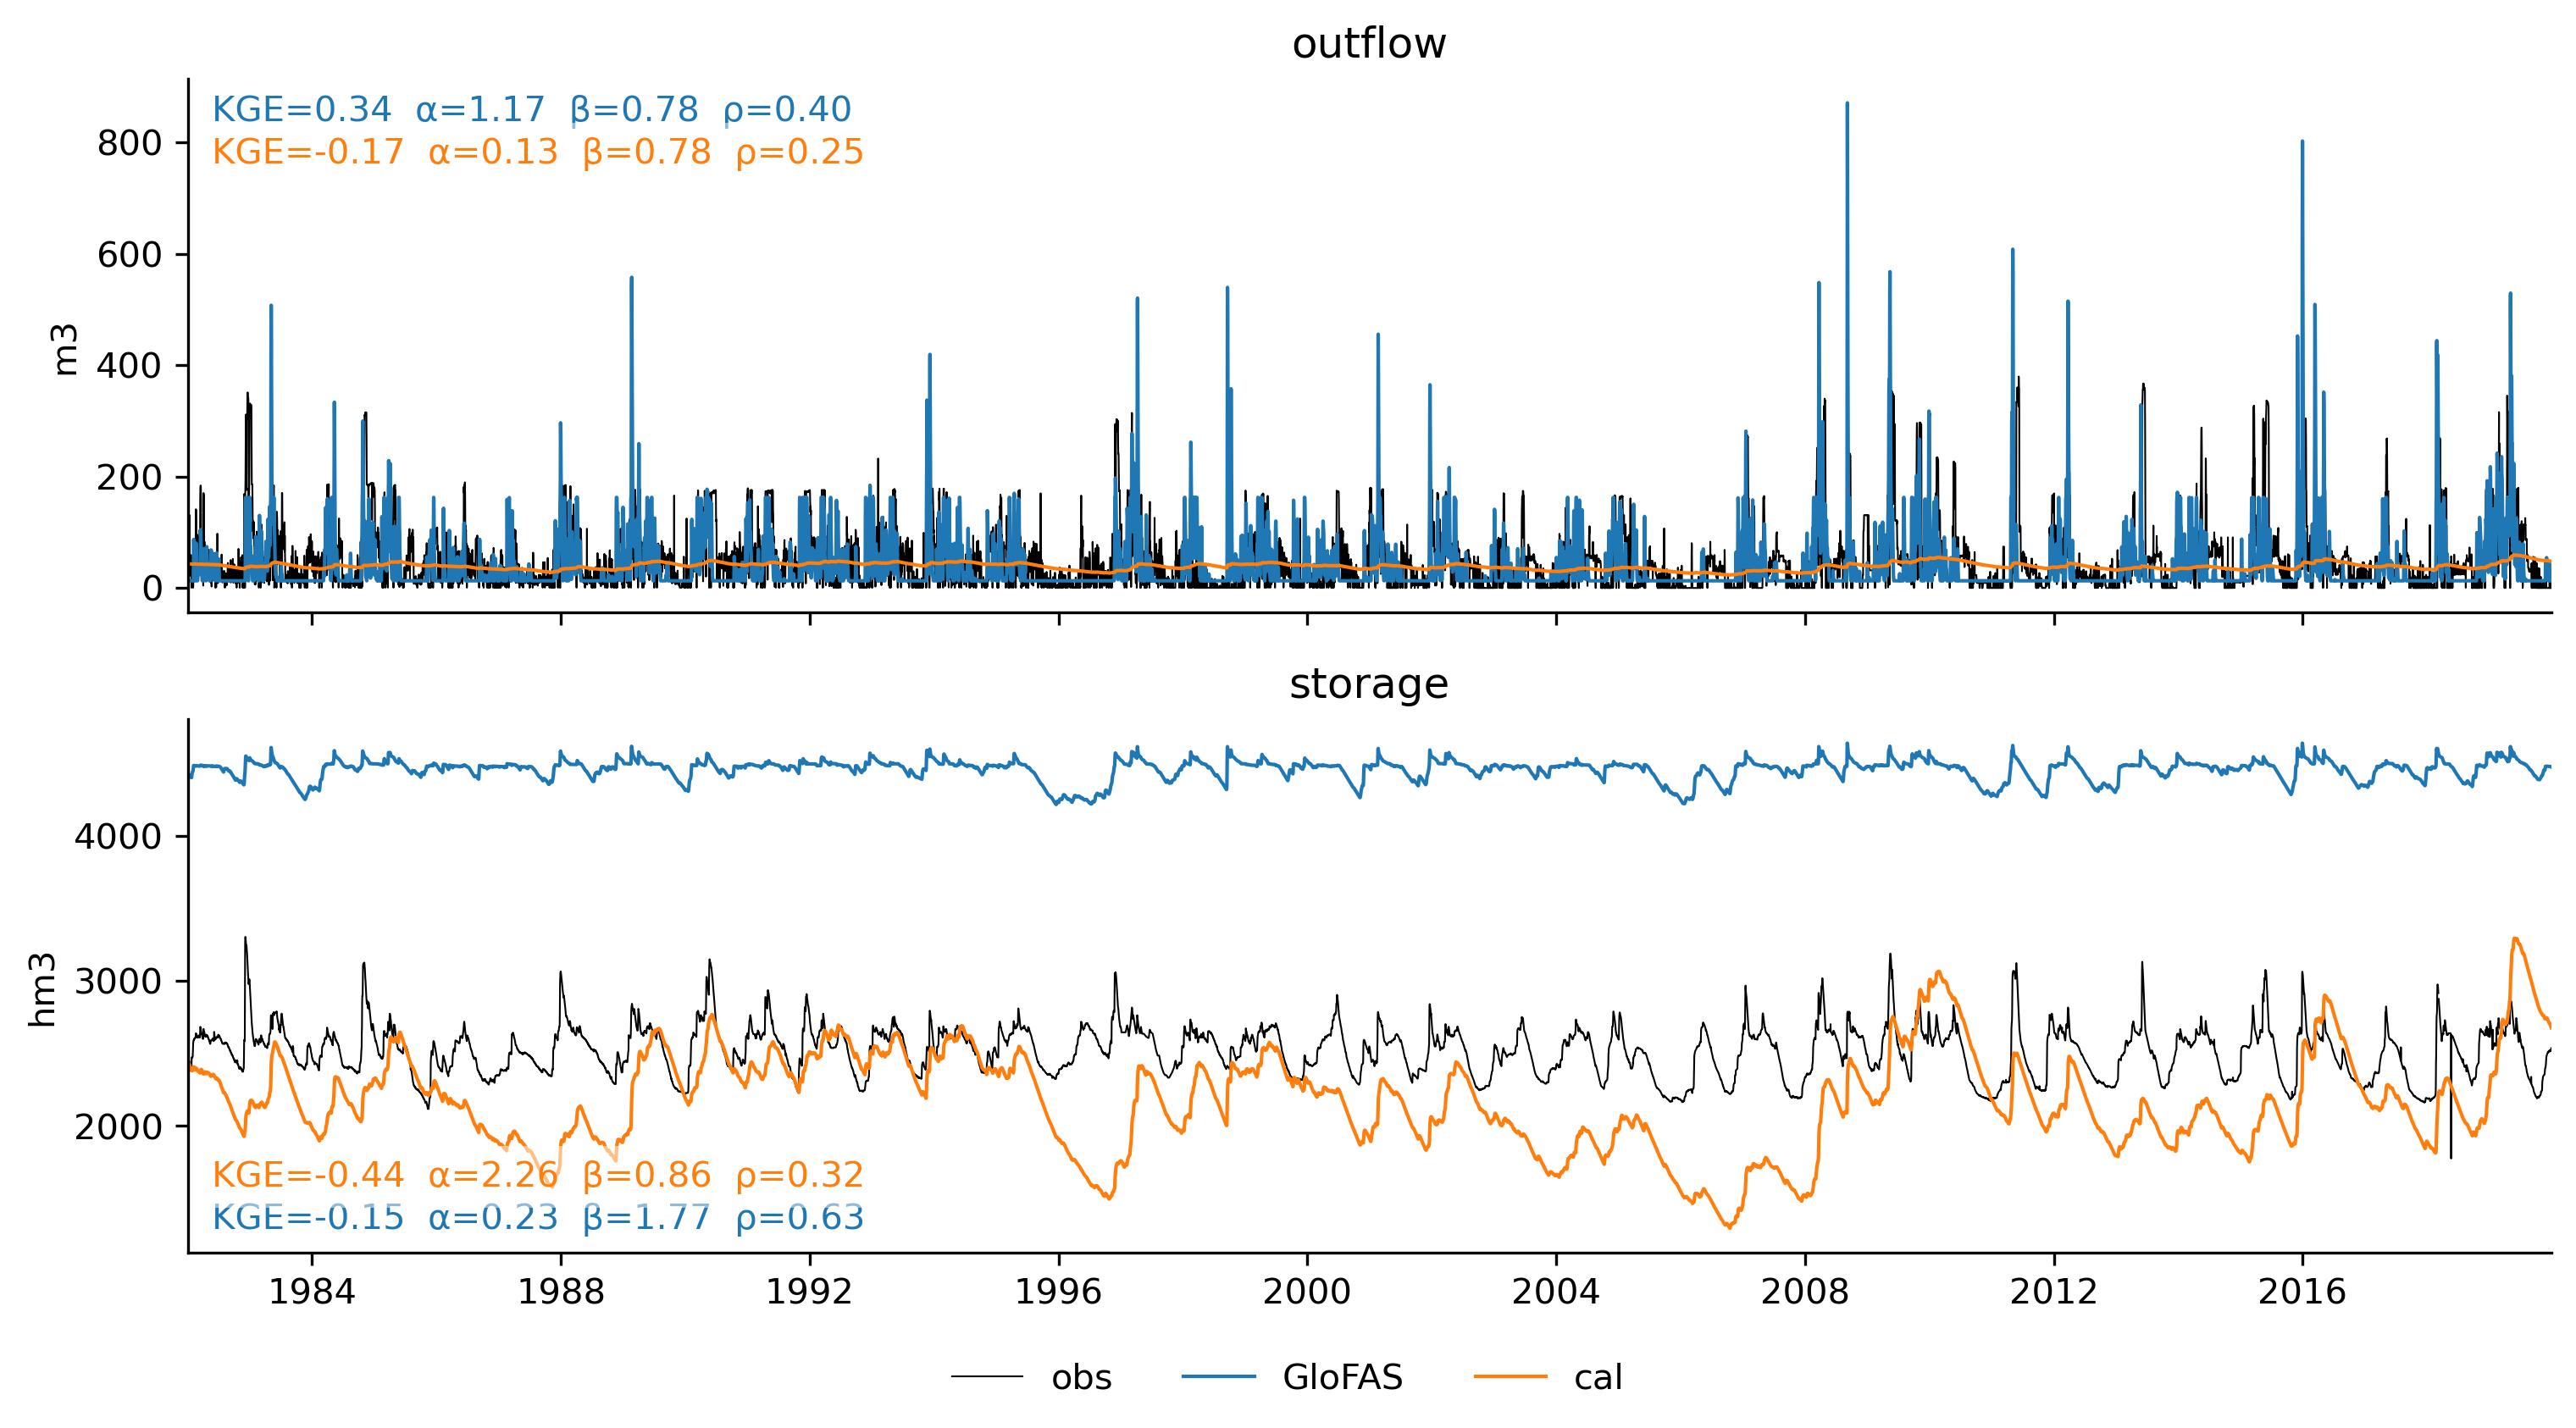 outflow
KGE=0.34 α=1.17 β=0.78 ρ=0.40
KGE=-0.17 α=0.13 β=0.78 ρ=0.25
800
600
400
200
0
m3
storage
4000
3000
2000
hm3
KGE=-0.44 α=2.26 β=0.86 ρ=0.32
KGE=-0.15 α=0.23 β=1.77 ρ=0.63
1984 1988 1992 1996 2000 2004 2008 2012 2016
obs GloFAS cal